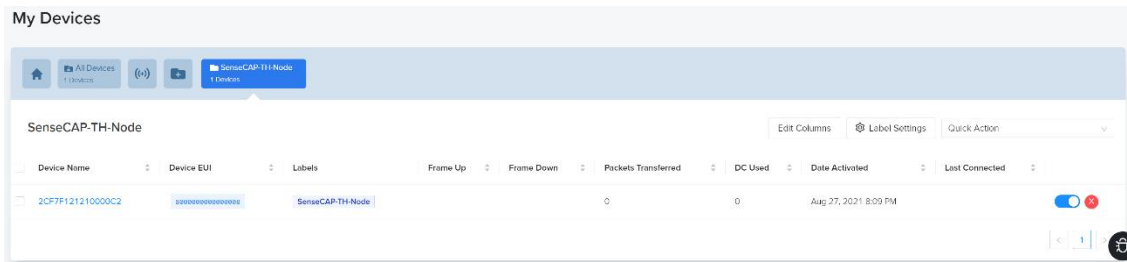 My Devices
All Devices
1 Devices
SenseCAP-TH-Node
1 Devices
SenseCAP-TH-Node
Edit Columns
Label Settings
Quick Action
Device Name
Device EUI
Labels
Frame Up
Frame Down
Packets Transferred
DC Used
Date Activated
Last Connected
2CF7F121210000C2
SenseCAP-TH-Node
0
0
Aug 27, 2021 8:09 PM
1